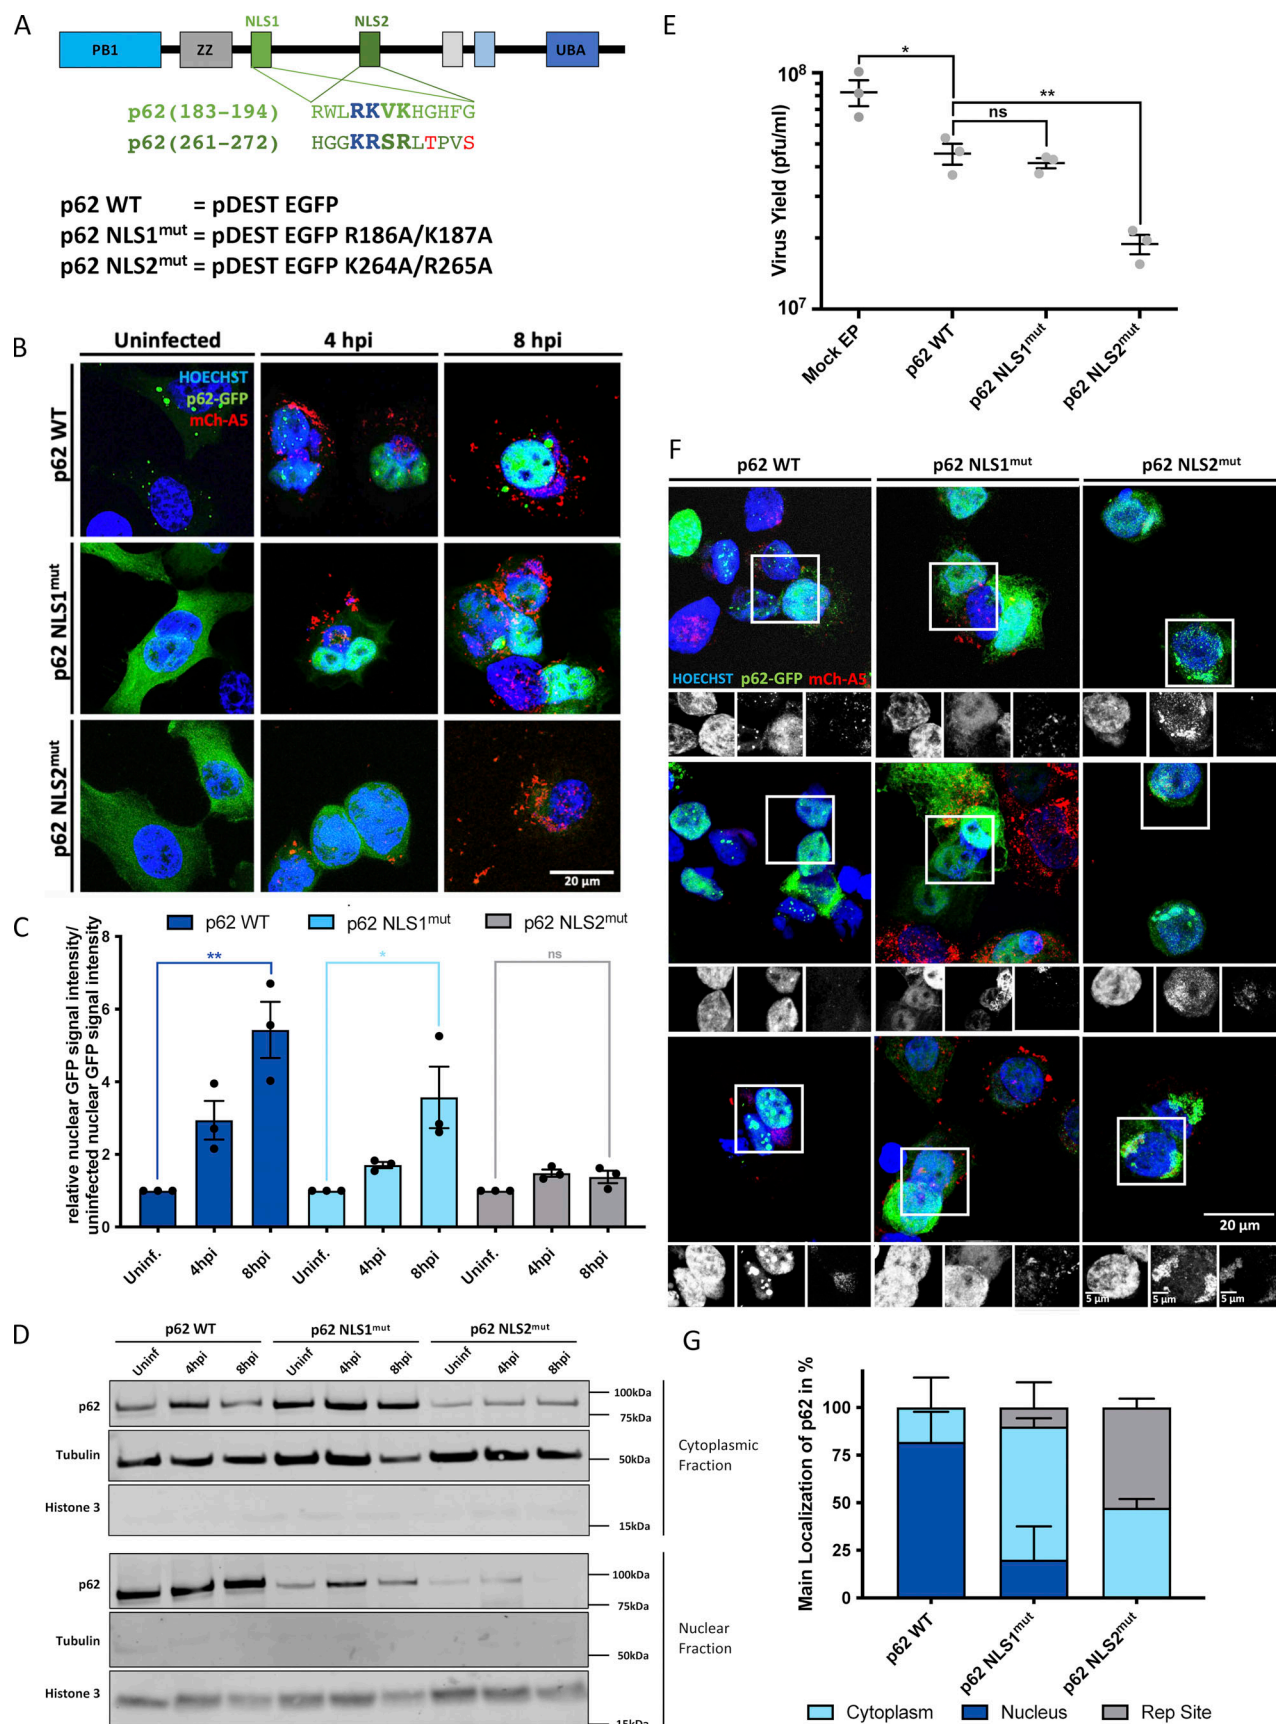 A
NLS1
NLS2
PB1
ZZ
UBA
p62(183-194)
RWLRKVKHGHFG
p62(261-272)
HGGKRSRLTPVS
p62 WT = pDEST EGFP
p62 NLS1mut = pDEST EGFP R186A/K187A
p62 NLS2mut = pDEST EGFP K264A/R265A
B
Uninfected
4 hpi
8 hpi
HOECHST
p62-GFP
mCh-A5
p62 WT
p62 NLS1mut
p62 NLS2mut
20 µm
C
p62 WT
p62 NLS1mut
p62 NLS2mut
relative nuclear GFP signal intensity/
uninfected nuclear GFP signal intensity
8
6
4
2
0
**
*
ns
Uninf.
4hpi
8hpi
Uninf.
4hpi
8hpi
Uninf.
4hpi
8hpi
D
p62 WT
p62 NLS1mut
p62 NLS2mut
Uninf
4hpi
8hpi
Uninf
4hpi
8hpi
Uninf
4hpi
8hpi
p62
100kDa
75kDa
Tubulin
50kDa
Cytoplasmic
Fraction
Histone 3
15kDa
p62
100kDa
75kDa
Tubulin
50kDa
Nuclear
Fraction
Histone 3
15kDa
E
Virus Yield (pfu/ml)
108
107
*
**
ns
Mock EP
p62 WT
p62 NLS1mut
p62 NLS2mut
F
p62 WT
p62 NLS1mut
p62 NLS2mut
HOECHST
p62-GFP
mCh-A5
20 µm
5 µm
5 µm
5 µm
G
Main Localization of p62 in %
100
75
50
25
0
p62 WT
p62 NLS1mut
p62 NLS2mut
Cytoplasm
Nucleus
Rep Site